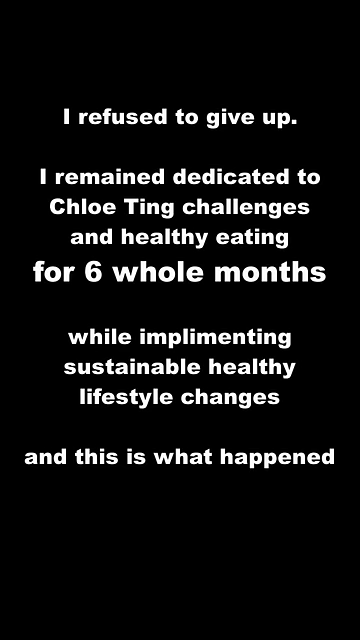 I refused to give up.
I remained dedicated to
Chloe Ting challenges
and healthy eating
for 6 whole months
while implimenting
sustainable healthy
lifestyle changes
and this is what happened